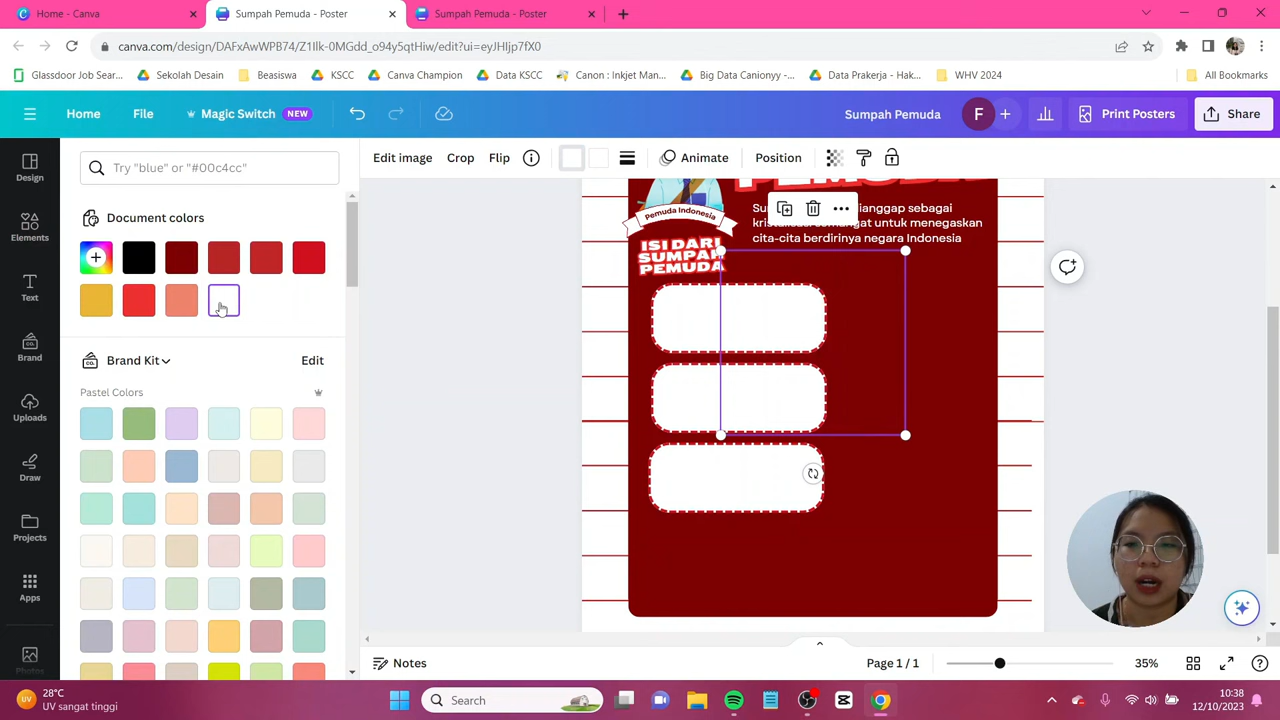 Home - Canva
Sumpah Pemuda - Poster
Sumpah Pemuda - Poster
canva.com/design/DAFxAwWPB74/Z1Ilk-0MGdd_o94y5qtHiw/edit?ui=eyJHIjp7fX0
Glassdoor Job Sear...
Sekolah Desain
Beasiswa
KSCC
Canva Champion
Data KSCC
Canon : Inkjet Man...
Big Data Canionyy -...
Data Prakerja - Hak...
WHV 2024
All Bookmarks
Home
File
Magic Switch
NEW
Sumpah Pemuda
F
Print Posters
Share
Design
Elements
Text
Brand
Uploads
Draw
Projects
Apps
Photos
Try "blue" or "#00c4cc"
Document colors
Brand Kit
Edit
Pastel Colors
Edit image
Crop
Flip
Animate
Position
Pemuda Indonesia
ISI DARI
SUMPAH
PEMUDA
anggap sebagai
angat untuk menegaskan
cita-cita berdirinya negara Indonesia
Notes
Page 1 / 1
35%
UV
28°C
UV sangat tinggi
Search
10:38
12/10/2023